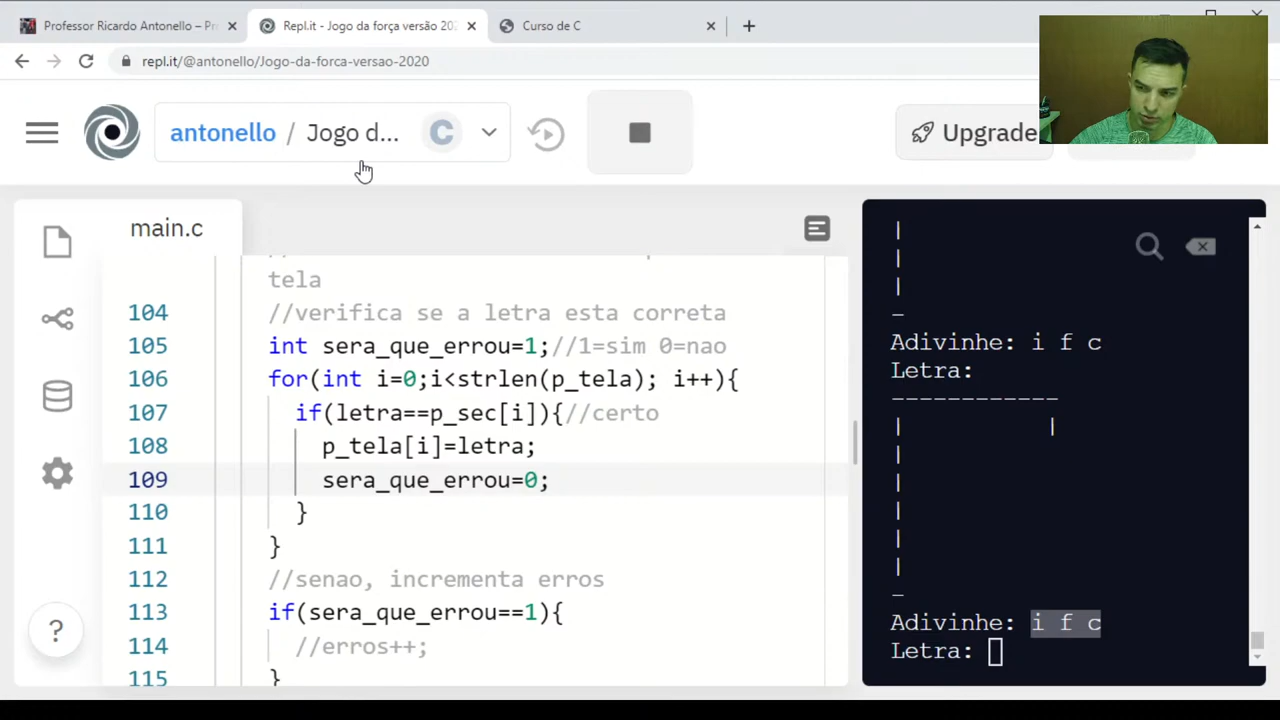 Professor Ricardo Antonello – Pr
Repl.it - Jogo da força versão 202
Curso de C
repl.it/@antonello/Jogo-da-forca-versao-2020
antonello / Jogo d... C
Upgrade
main.c
tela
104 //verifica se a letra esta correta
105 int sera_que_errou=1;//1=sim 0=nao
106 for(int i=0;i<strlen(p_tela); i++){
107 if(letra==p_sec[i]){//certo
108 p_tela[i]=letra;
109 sera_que_errou=0;
110 }
111 }
112 //senao, incrementa erros
113 if(sera_que_errou==1){
114 //erros++;
115 }
|
|
|
_
Adivinhe: i f c
Letra:
------------
| |
|
|
|
|
|
_
Adivinhe: i f c
Letra:
?